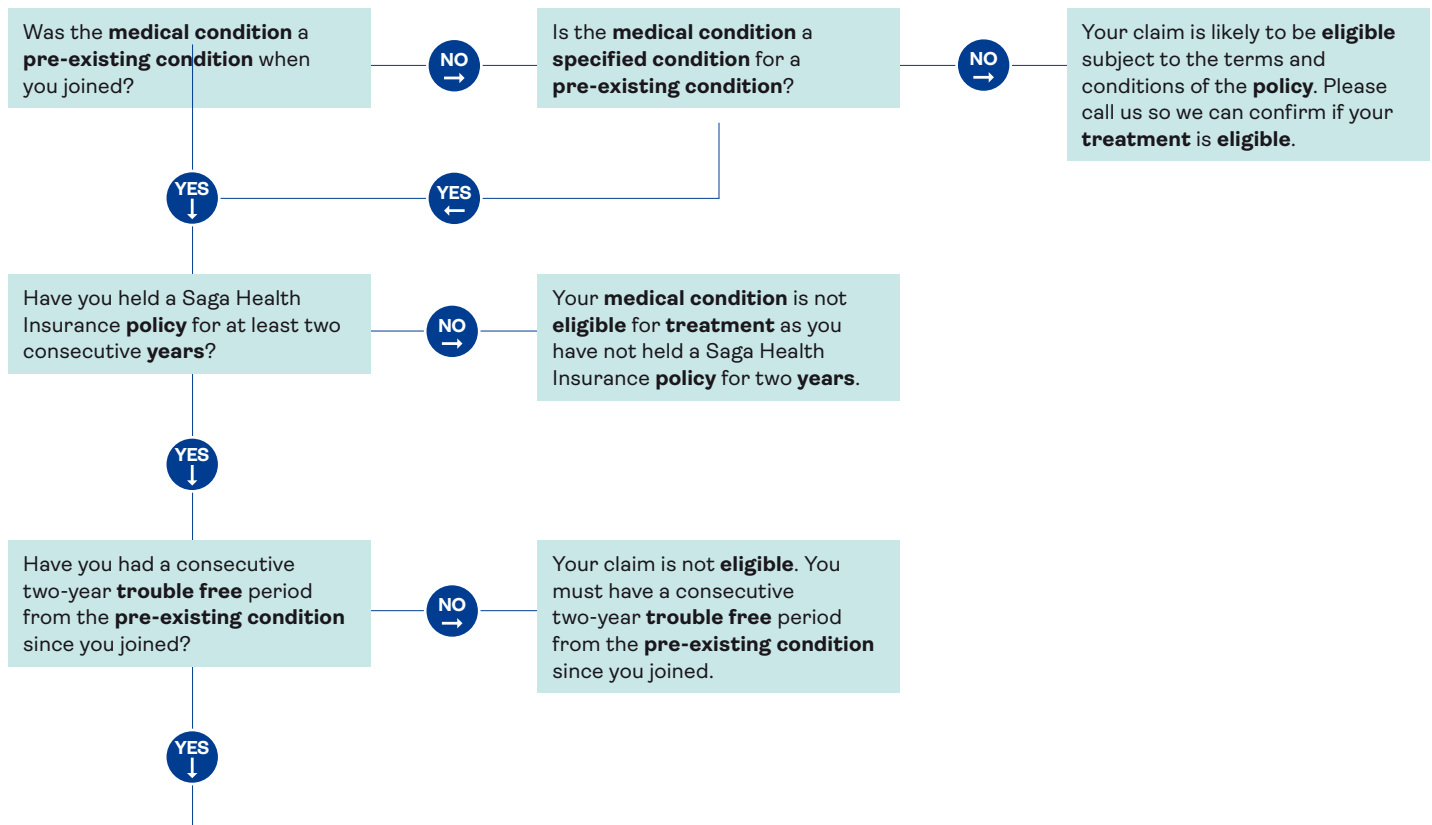 Was the medical condition a
pre-existing condition when
you joined?
NO
→
Is the medical condition a
specified condition for a
pre-existing condition?
NO
→
Your claim is likely to be eligible
subject to the terms and
conditions of the policy. Please
call us so we can confirm if your
treatment is eligible.
YES
↓
YES
←
Have you held a Saga Health
Insurance policy for at least two
consecutive years?
NO
→
Your medical condition is not
eligible for treatment as you
have not held a Saga Health
Insurance policy for two years.
YES
↓
Have you had a consecutive
two-year trouble free period
from the pre-existing condition
since you joined?
NO
→
Your claim is not eligible. You
must have a consecutive
two-year trouble free period
from the pre-existing condition
since you joined.
YES
↓